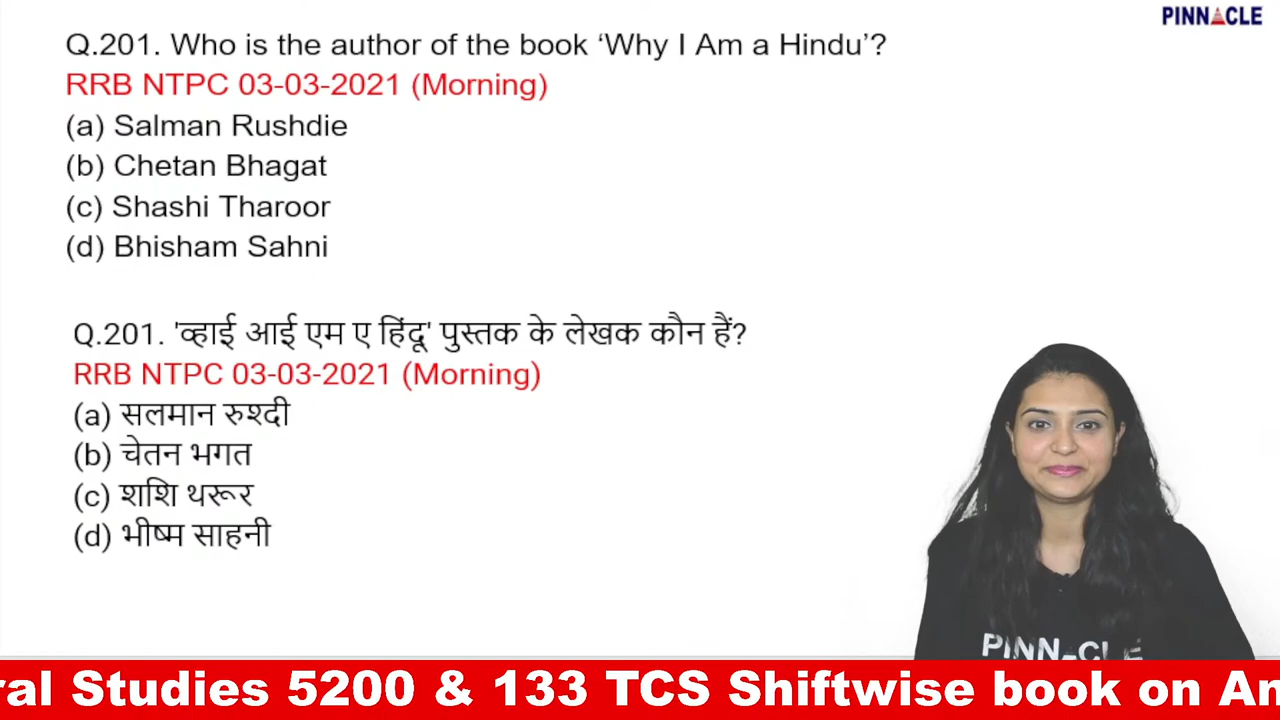 PINNACLE
Q.201. Who is the author of the book ‘Why I Am a Hindu’?
RRB NTPC 03-03-2021 (Morning)
(a) Salman Rushdie
(b) Chetan Bhagat
(c) Shashi Tharoor
(d) Bhisham Sahni
Q.201. 'व्हाई आई एम ए हिंदू' पुस्तक के लेखक कौन हैं?
RRB NTPC 03-03-2021 (Morning)
(a) सलमान रुश्दी
(b) चेतन भगत
(c) शशि थरूर
(d) भीष्म साहनी
PINNACLE
ral Studies 5200 & 133 TCS Shiftwise book on An